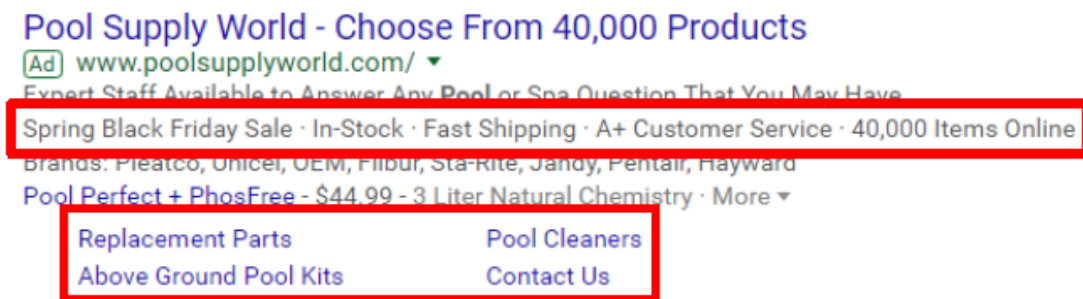 Pool Supply World - Choose From 40,000 Products
Ad www.poolsupplyworld.com/
Expert Staff Available to Answer Any Pool or Spa Question That You May Have
Spring Black Friday Sale · In-Stock · Fast Shipping · A+ Customer Service · 40,000 Items Online
Brands: Pleatco, Unicel, OEM, Filbur, Sta-Rite, Jandy, Pentair, Hayward
Pool Perfect + PhosFree - $44.99 - 3 Liter Natural Chemistry · More
Replacement Parts Pool Cleaners
Above Ground Pool Kits Contact Us